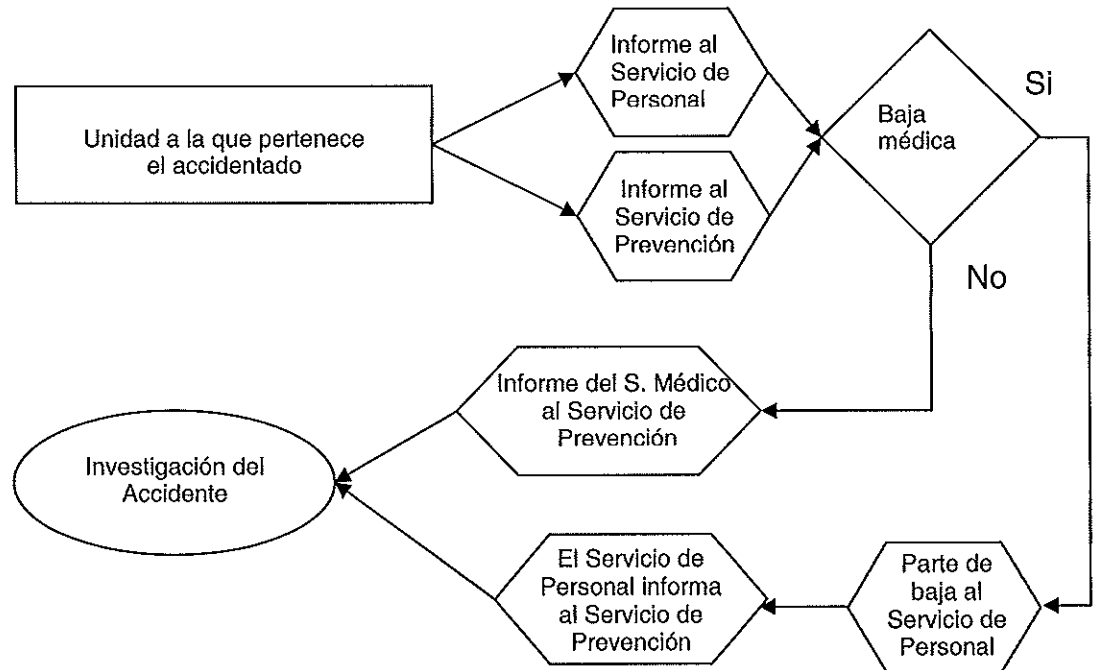 Unidad a la que pertenece
el accidentado
Informe al
Servicio de
Personal
Informe al
Servicio de
Prevención
Baja
médica
Si
No
Informe del S. Médico
al Servicio de
Prevención
Investigación del
Accidente
El Servicio de
Personal informa
al Servicio de
Prevención
Parte de
baja al
Servicio de
Personal